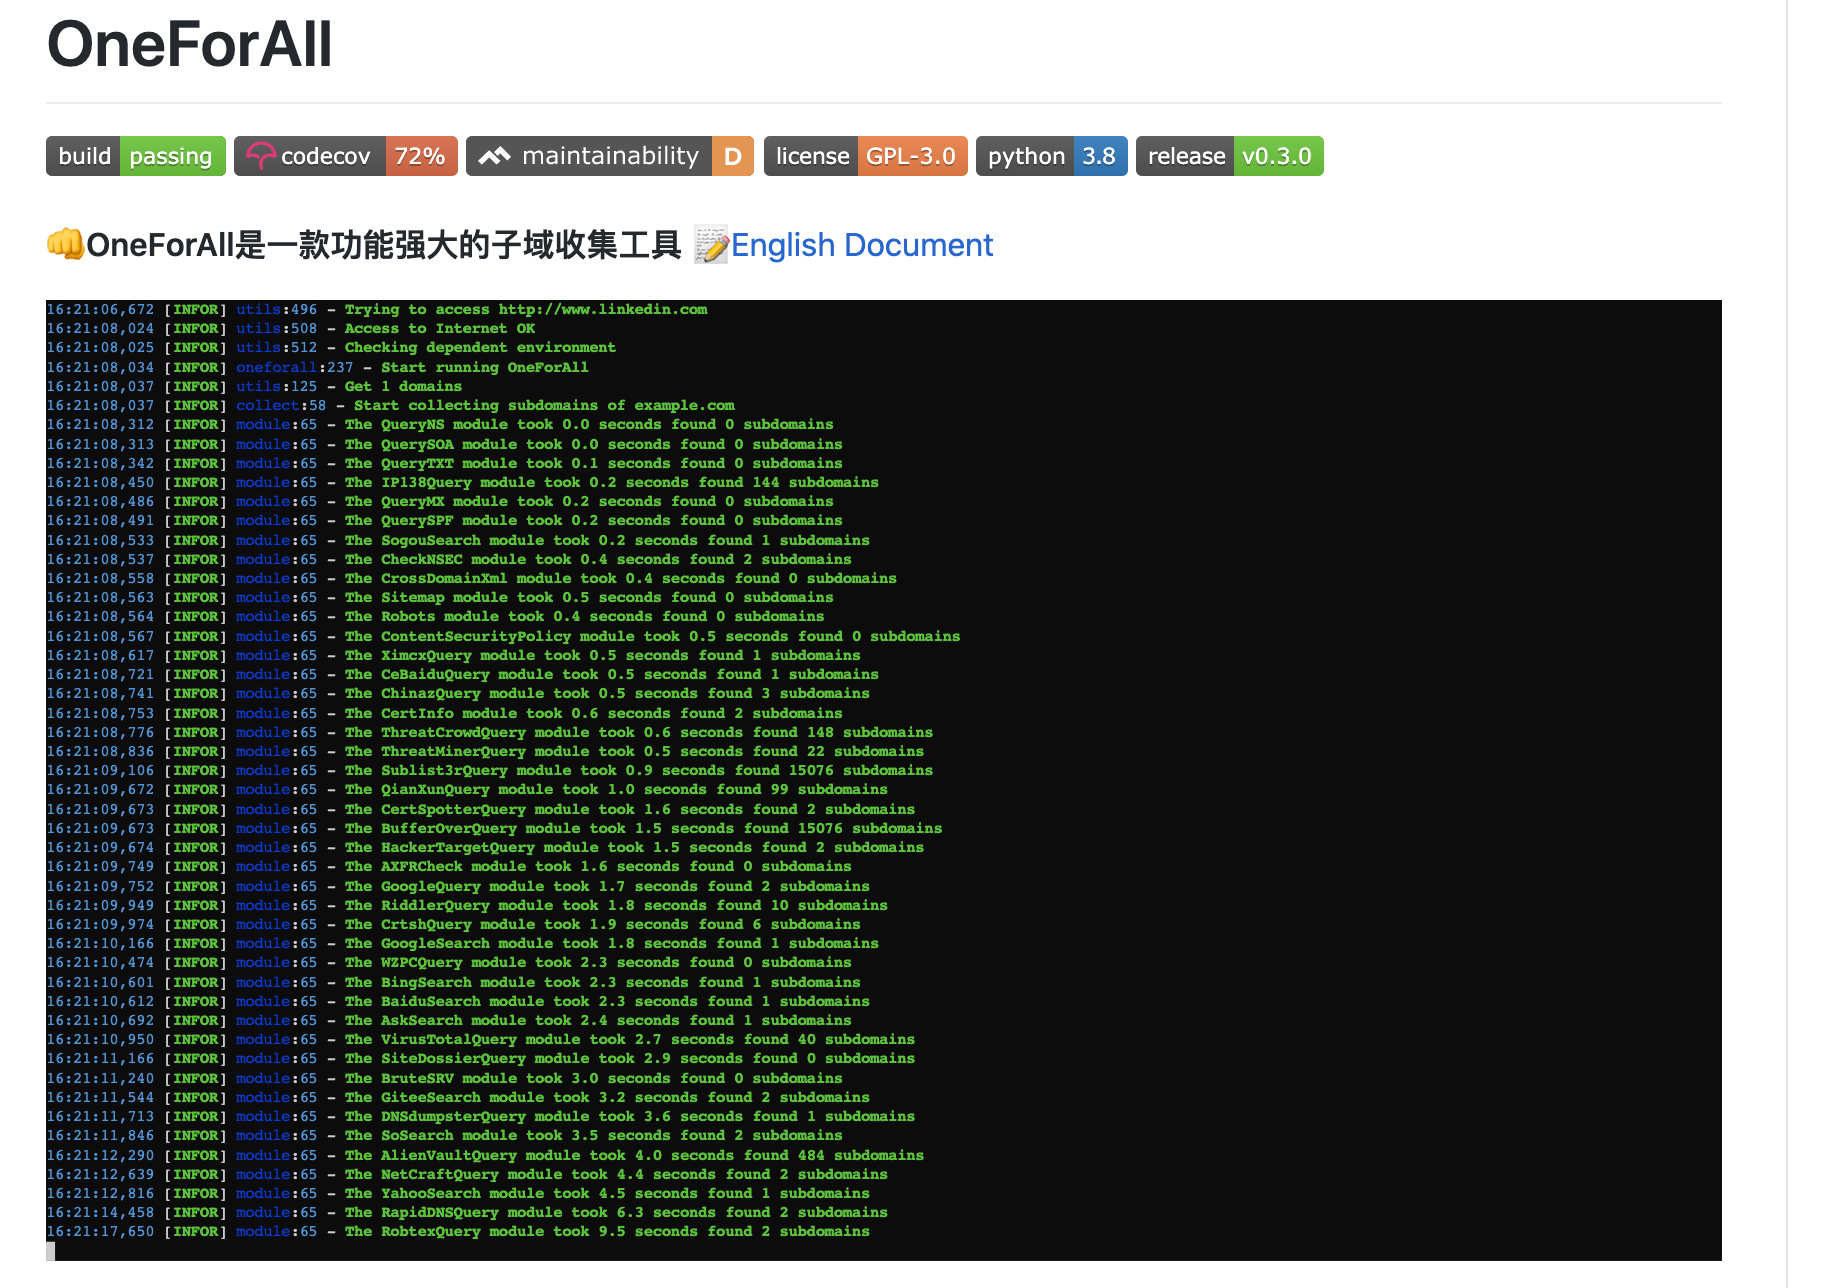 OneForAll
build passing codecov 72% maintainability D license GPL-3.0 python 3.8 release v0.3.0
👊OneForAll是一款功能强大的子域收集工具 📝English Document
16:21:06,672 [INFOR] utils:496 - Trying to access http://www.linkedin.com
16:21:08,024 [INFOR] utils:508 - Access to Internet OK
16:21:08,025 [INFOR] utils:512 - Checking dependent environment
16:21:08,034 [INFOR] oneforall:237 - Start running OneForAll
16:21:08,037 [INFOR] utils:125 - Get 1 domains
16:21:08,037 [INFOR] collect:58 - Start collecting subdomains of example.com
16:21:08,312 [INFOR] module:65 - The QueryNS module took 0.0 seconds found 0 subdomains
16:21:08,313 [INFOR] module:65 - The QuerySOA module took 0.0 seconds found 0 subdomains
16:21:08,342 [INFOR] module:65 - The QueryTXT module took 0.1 seconds found 0 subdomains
16:21:08,450 [INFOR] module:65 - The IP138Query module took 0.2 seconds found 144 subdomains
16:21:08,486 [INFOR] module:65 - The QueryMX module took 0.2 seconds found 0 subdomains
16:21:08,491 [INFOR] module:65 - The QuerySPF module took 0.2 seconds found 0 subdomains
16:21:08,533 [INFOR] module:65 - The SogouSearch module took 0.2 seconds found 1 subdomains
16:21:08,537 [INFOR] module:65 - The CheckNSEC module took 0.4 seconds found 2 subdomains
16:21:08,558 [INFOR] module:65 - The CrossDomainXml module took 0.4 seconds found 0 subdomains
16:21:08,563 [INFOR] module:65 - The Sitemap module took 0.5 seconds found 0 subdomains
16:21:08,564 [INFOR] module:65 - The Robots module took 0.4 seconds found 0 subdomains
16:21:08,567 [INFOR] module:65 - The ContentSecurityPolicy module took 0.5 seconds found 0 subdomains
16:21:08,617 [INFOR] module:65 - The XimcxQuery module took 0.5 seconds found 1 subdomains
16:21:08,721 [INFOR] module:65 - The CeBaiduQuery module took 0.5 seconds found 1 subdomains
16:21:08,741 [INFOR] module:65 - The ChinazQuery module took 0.5 seconds found 3 subdomains
16:21:08,753 [INFOR] module:65 - The CertInfo module took 0.6 seconds found 2 subdomains
16:21:08,776 [INFOR] module:65 - The ThreatCrowdQuery module took 0.6 seconds found 148 subdomains
16:21:08,836 [INFOR] module:65 - The ThreatMinerQuery module took 0.5 seconds found 22 subdomains
16:21:09,106 [INFOR] module:65 - The Sublist3rQuery module took 0.9 seconds found 15076 subdomains
16:21:09,672 [INFOR] module:65 - The QianXunQuery module took 1.0 seconds found 99 subdomains
16:21:09,673 [INFOR] module:65 - The CertSpotterQuery module took 1.6 seconds found 2 subdomains
16:21:09,673 [INFOR] module:65 - The BufferOverQuery module took 1.5 seconds found 15076 subdomains
16:21:09,674 [INFOR] module:65 - The HackerTargetQuery module took 1.5 seconds found 2 subdomains
16:21:09,749 [INFOR] module:65 - The AXFRCheck module took 1.6 seconds found 0 subdomains
16:21:09,752 [INFOR] module:65 - The GoogleQuery module took 1.7 seconds found 2 subdomains
16:21:09,949 [INFOR] module:65 - The RiddlerQuery module took 1.8 seconds found 10 subdomains
16:21:09,974 [INFOR] module:65 - The CrtshQuery module took 1.9 seconds found 6 subdomains
16:21:10,166 [INFOR] module:65 - The GoogleSearch module took 1.8 seconds found 1 subdomains
16:21:10,474 [INFOR] module:65 - The WZPCQuery module took 2.3 seconds found 0 subdomains
16:21:10,601 [INFOR] module:65 - The BingSearch module took 2.3 seconds found 1 subdomains
16:21:10,612 [INFOR] module:65 - The BaiduSearch module took 2.3 seconds found 1 subdomains
16:21:10,692 [INFOR] module:65 - The AskSearch module took 2.4 seconds found 1 subdomains
16:21:10,950 [INFOR] module:65 - The VirusTotalQuery module took 2.7 seconds found 40 subdomains
16:21:11,166 [INFOR] module:65 - The SiteDossierQuery module took 2.9 seconds found 0 subdomains
16:21:11,240 [INFOR] module:65 - The BruteSRV module took 3.0 seconds found 0 subdomains
16:21:11,544 [INFOR] module:65 - The GiteeSearch module took 3.2 seconds found 2 subdomains
16:21:11,713 [INFOR] module:65 - The DNSdumpsterQuery module took 3.6 seconds found 1 subdomains
16:21:11,846 [INFOR] module:65 - The SoSearch module took 3.5 seconds found 2 subdomains
16:21:12,290 [INFOR] module:65 - The AlienVaultQuery module took 4.0 seconds found 484 subdomains
16:21:12,639 [INFOR] module:65 - The NetCraftQuery module took 4.4 seconds found 2 subdomains
16:21:12,816 [INFOR] module:65 - The YahooSearch module took 4.5 seconds found 1 subdomains
16:21:14,458 [INFOR] module:65 - The RapidDNSQuery module took 6.3 seconds found 2 subdomains
16:21:17,650 [INFOR] module:65 - The RobtexQuery module took 9.5 seconds found 2 subdomains